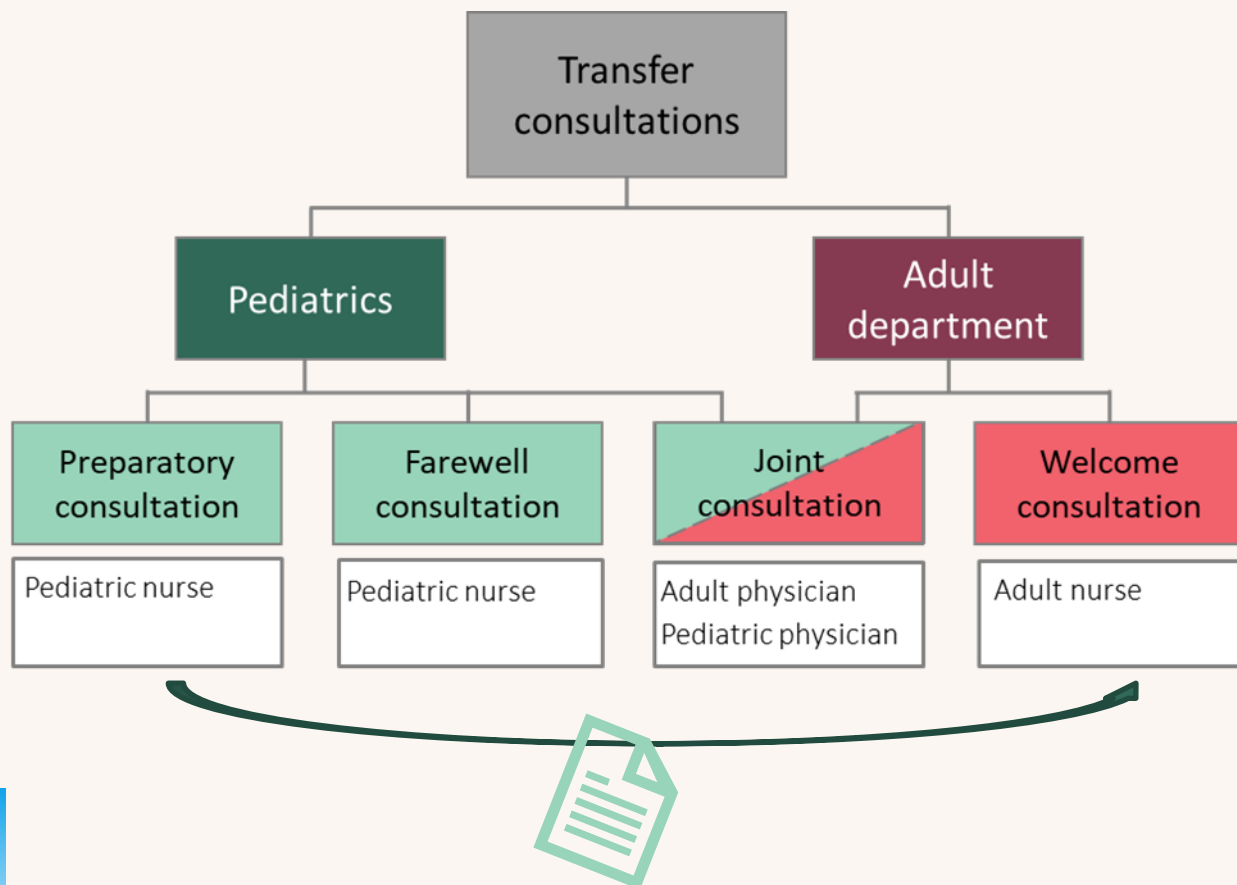 Transfer
consultations
Pediatrics
Adult
department
Preparatory
consultation
Farewell
consultation
Joint
consultation
Welcome
consultation
Pediatric nurse
Pediatric nurse
Adult physician
Pediatric physician
Adult nurse